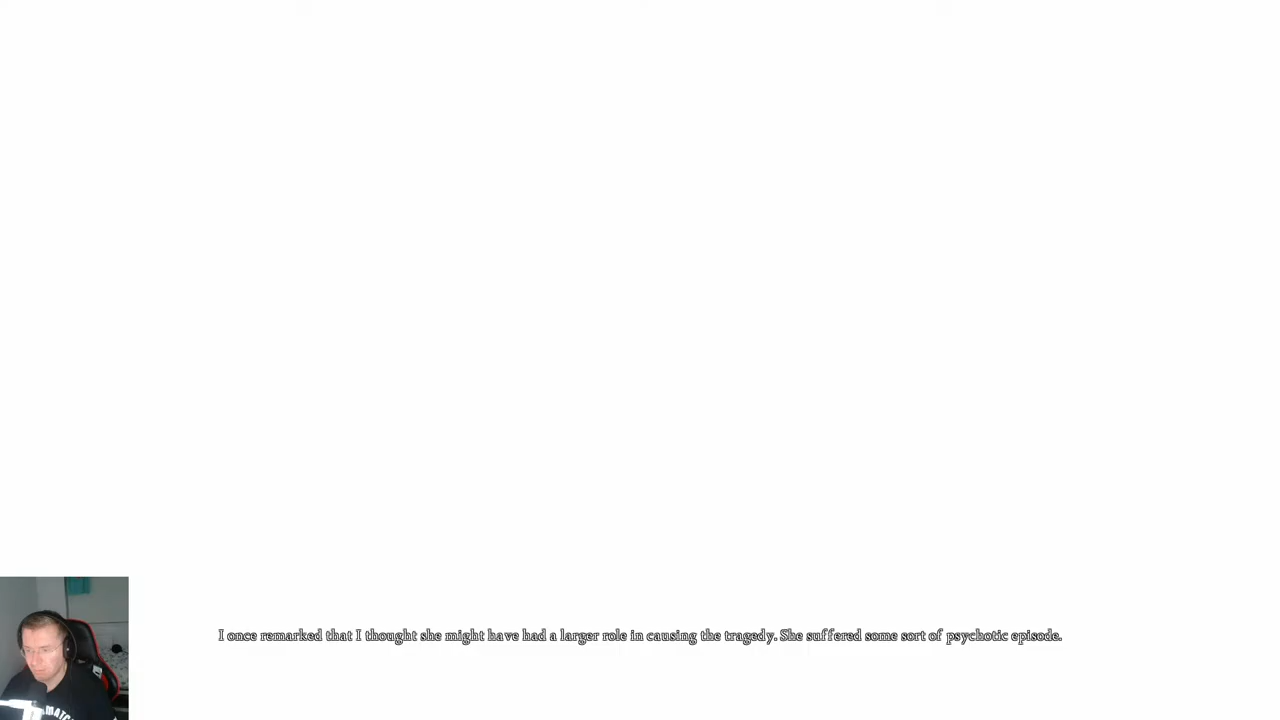 I once remarked that I thought she might have had a larger role in causing the tragedy. She suffered some sort of psychotic episode.